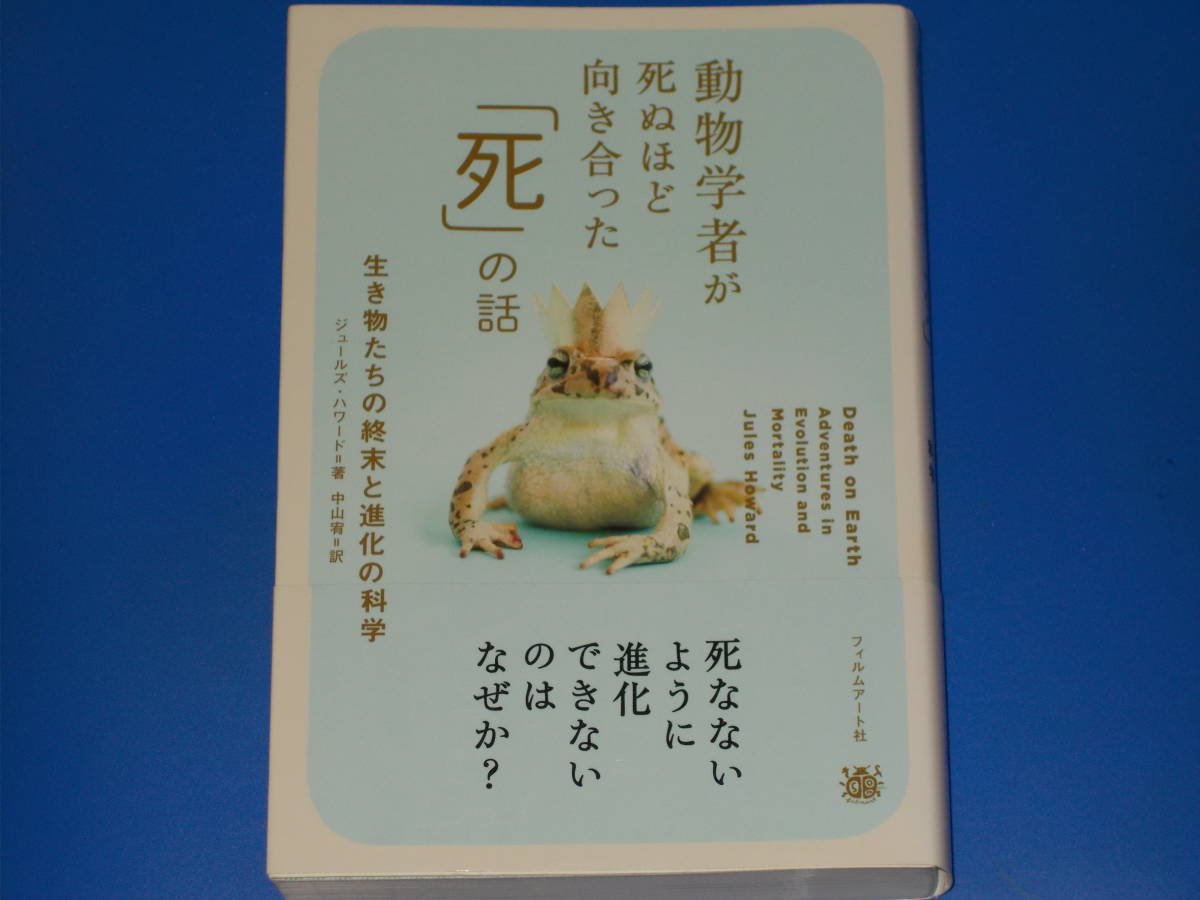 動物学者が
死ぬほど
向き合った
「死」の話
生き物たちの終末と進化の科学
ジュールズ・ハワード=著 中山宥=訳
Death on Earth
Adventures in
Evolution and
Mortality
Jules Howard
死なない
ように
進化
できない
のは
なぜか?
フィルムアート社